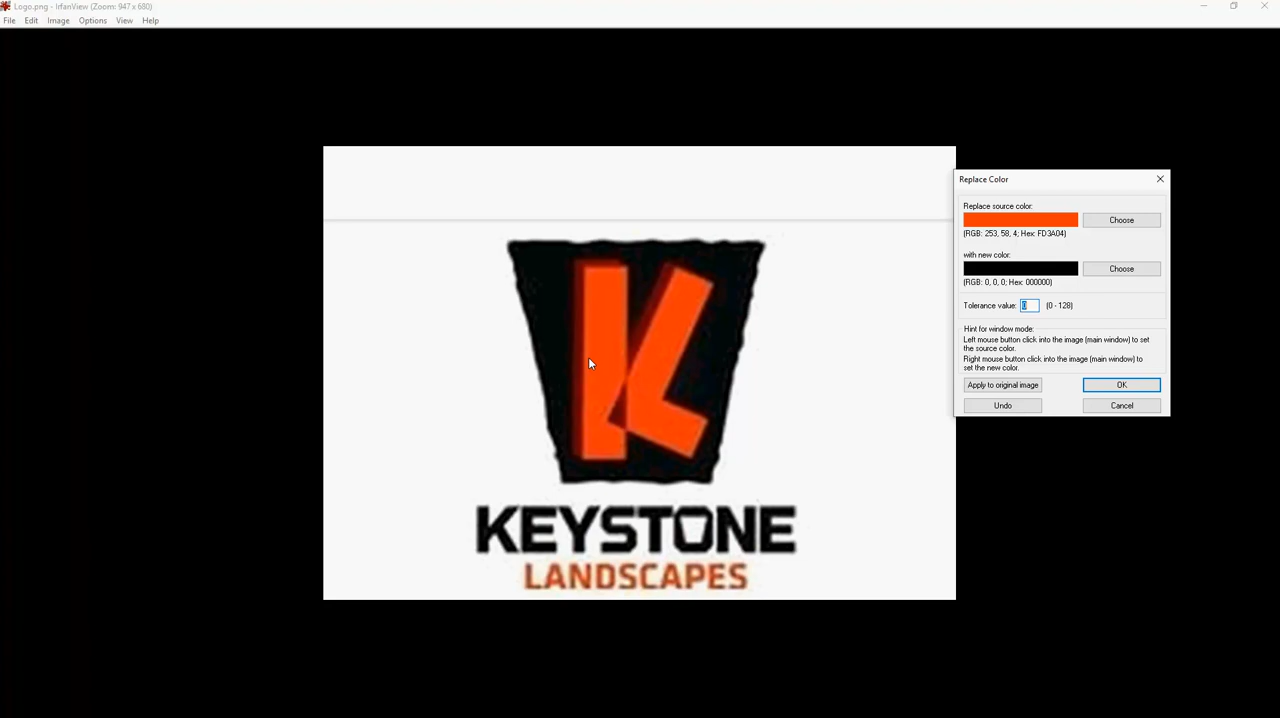 Logo.png - IrfanView (Zoom: 947 x 680)
File Edit Image Options View Help
K
KEYSTONE
LANDSCAPES
Replace Color
Replace source color:
Choose
(RGB: 253, 58, 4; Hex: FD3A04)
with new color:
Choose
(RGB: 0, 0, 0; Hex: 000000)
Tolerance value: 0 (0 - 128)
Hint for window mode:
Left mouse button click into the image (main window) to set
the source color.
Right mouse button click into the image (main window) to
set the new color.
Apply to original image OK
Undo Cancel